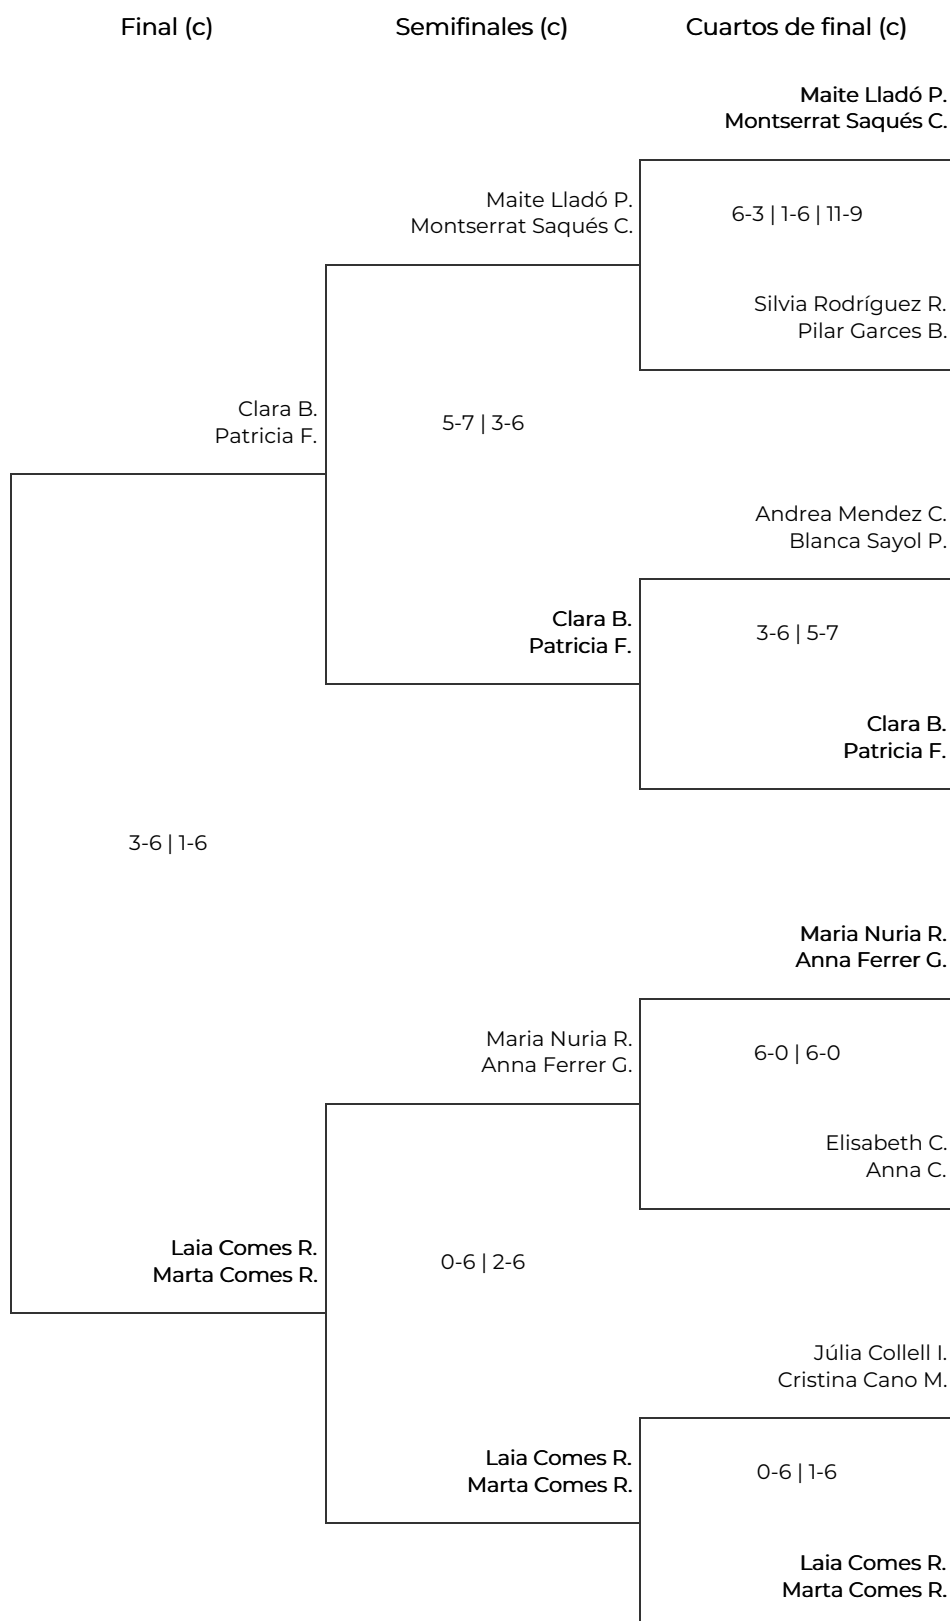 Final (c)
Semifinales (c)
Cuartos de final (c)
Maite Lladó P.
Montserrat Saqués C.
Maite Lladó P.
Montserrat Saqués C.
6-3 | 1-6 | 11-9
Silvia Rodríguez R.
Pilar Garces B.
Clara B.
Patricia F.
5-7 | 3-6
Andrea Mendez C.
Blanca Sayol P.
Clara B.
Patricia F.
3-6 | 5-7
Clara B.
Patricia F.
3-6 | 1-6
Maria Nuria R.
Anna Ferrer G.
Maria Nuria R.
Anna Ferrer G.
6-0 | 6-0
Elisabeth C.
Anna C.
Laia Comes R.
Marta Comes R.
0-6 | 2-6
Júlia Collell I.
Cristina Cano M.
Laia Comes R.
Marta Comes R.
0-6 | 1-6
Laia Comes R.
Marta Comes R.